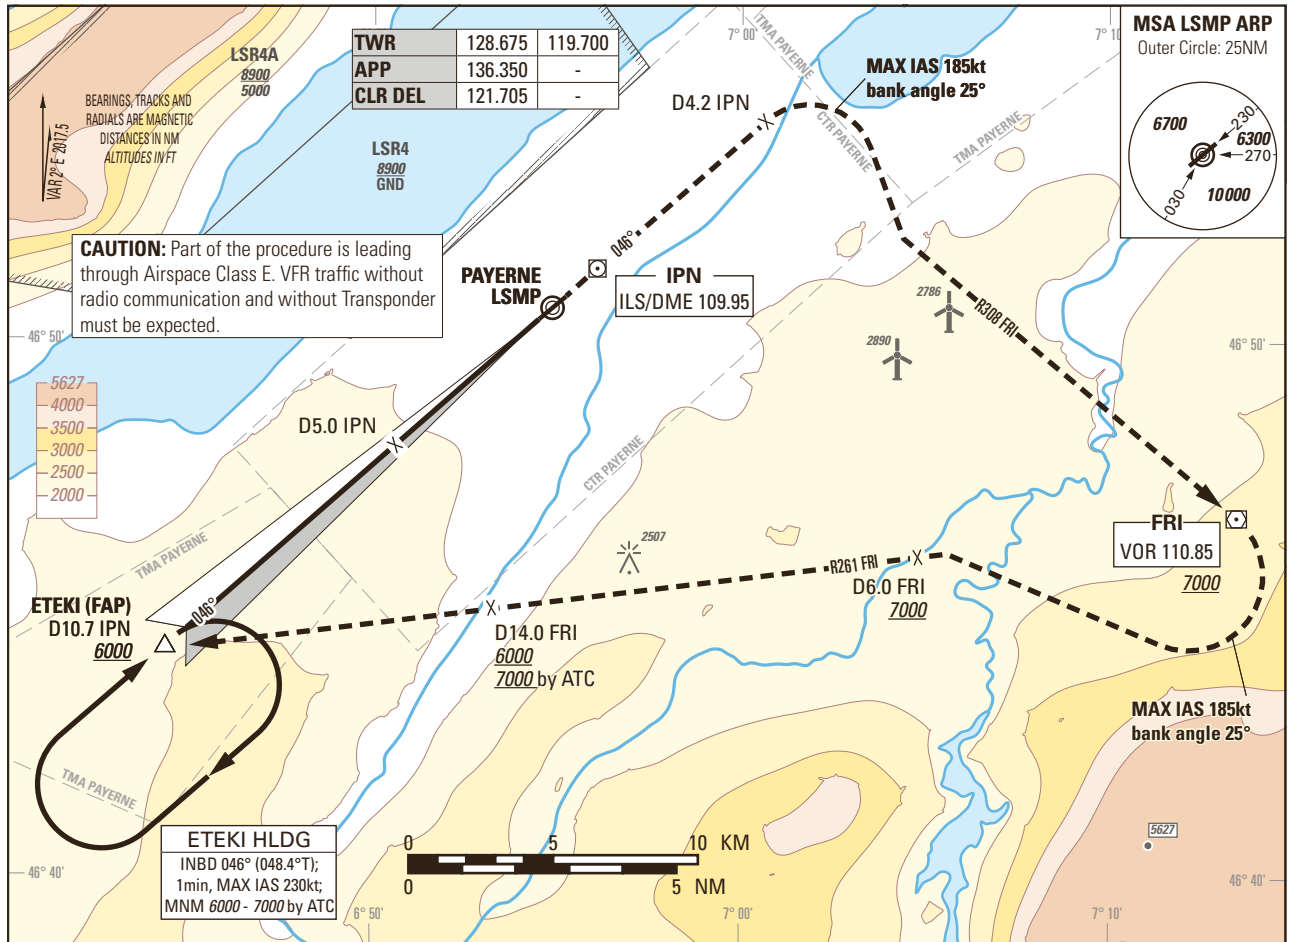 7° 00'
7° 10'
TMA PAYERNE
LSR4A
8900
5000
TWR 128.675 119.700
APP 136.350 -
CLR DEL 121.705 -
MSA LSMP ARP
Outer Circle: 25NM
6700
230
6300
270
10000
030
BEARINGS, TRACKS AND
RADIALS ARE MAGNETIC
DISTANCES IN NM
ALTITUDES IN FT
VAR 2° E 2017.5
MAX IAS 185kt
bank angle 25°
D4.2 IPN
CTR PAYERNE
TMA PAYERNE
LSR4
8900
GND
CAUTION: Part of the procedure is leading
through Airspace Class E. VFR traffic without
radio communication and without Transponder
must be expected.
046°
PAYERNE
LSMP
IPN
ILS/DME 109.95
2786
R308 FRI
2890
46° 50'
46° 50'
5627
4000
3500
3000
2500
2000
D5.0 IPN
CTR PAYERNE
TMA PAYERNE
2507
FRI
VOR 110.85
7000
R261 FRI
D6.0 FRI
7000
ETEKI (FAP)
D10.7 IPN
6000
046°
D14.0 FRI
6000
7000 by ATC
MAX IAS 185kt
bank angle 25°
TMA PAYERNE
5627
ETEKI HLDG
INBD 046° (048.4°T);
1min, MAX IAS 230kt;
MNM 6000 - 7000 by ATC
0 5 10 KM
0 5 NM
46° 40'
46° 40'
6° 50'
7° 00'
7° 10'